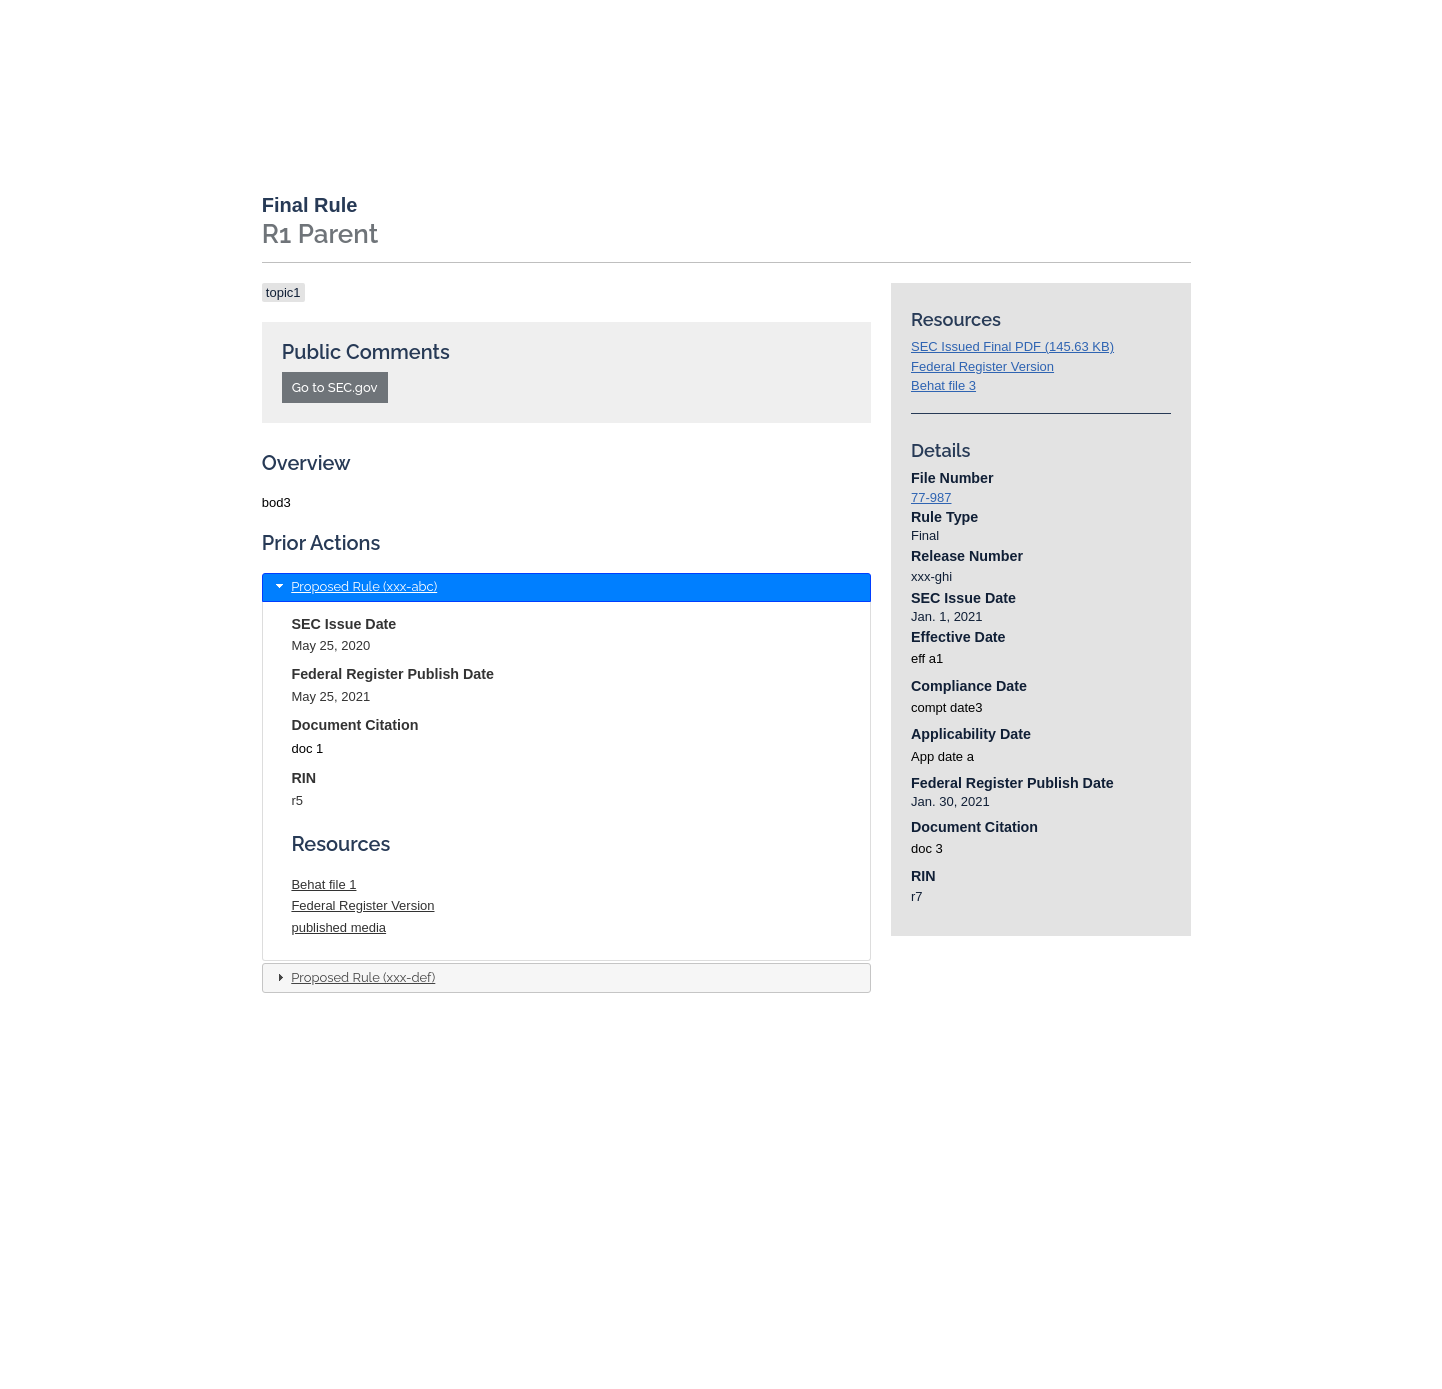 Final Rule
R1 Parent
topic1
Public Comments
Go to SEC.gov
Overview
bod3
Prior Actions
Proposed Rule (xxx-abc)
SEC Issue Date
May 25, 2020
Federal Register Publish Date
May 25, 2021
Document Citation
doc 1
RIN
r5
Resources
Behat file 1
Federal Register Version
published media
Proposed Rule (xxx-def)
Resources
SEC Issued Final PDF (145.63 KB)
Federal Register Version
Behat file 3
Details
File Number
77-987
Rule Type
Final
Release Number
xxx-ghi
SEC Issue Date
Jan. 1, 2021
Effective Date
eff a1
Compliance Date
compt date3
Applicability Date
App date a
Federal Register Publish Date
Jan. 30, 2021
Document Citation
doc 3
RIN
r7